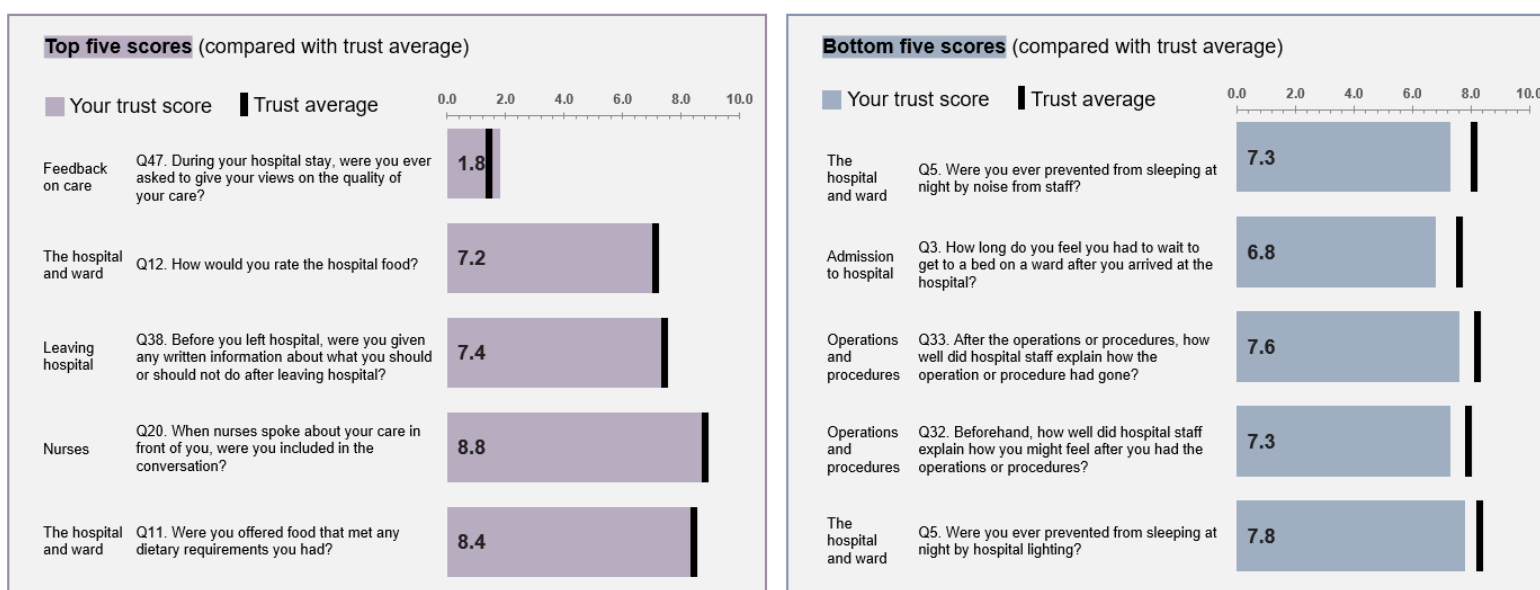 Top five scores (compared with trust average)
Your trust score
Trust average
0.0 2.0 4.0 6.0 8.0 10.0
Feedback
on care
Q47. During your hospital stay, were you ever
asked to give your views on the quality of
your care?
1.8
The hospital
and ward
Q12. How would you rate the hospital food?
7.2
Leaving
hospital
Q38. Before you left hospital, were you given
any written information about what you should
or should not do after leaving hospital?
7.4
Nurses
Q20. When nurses spoke about your care in
front of you, were you included in the
conversation?
8.8
The hospital
and ward
Q11. Were you offered food that met any
dietary requirements you had?
8.4
Bottom five scores (compared with trust average)
Your trust score
Trust average
0.0 2.0 4.0 6.0 8.0 10.0
The
hospital
and ward
Q5. Were you ever prevented from sleeping at
night by noise from staff?
7.3
Admission
to hospital
Q3. How long do you feel you had to wait to
get to a bed on a ward after you arrived at the
hospital?
6.8
Operations
and
procedures
Q33. After the operations or procedures, how
well did hospital staff explain how the
operation or procedure had gone?
7.6
Operations
and
procedures
Q32. Beforehand, how well did hospital staff
explain how you might feel after you had the
operations or procedures?
7.3
The
hospital
and ward
Q5. Were you ever prevented from sleeping at
night by hospital lighting?
7.8